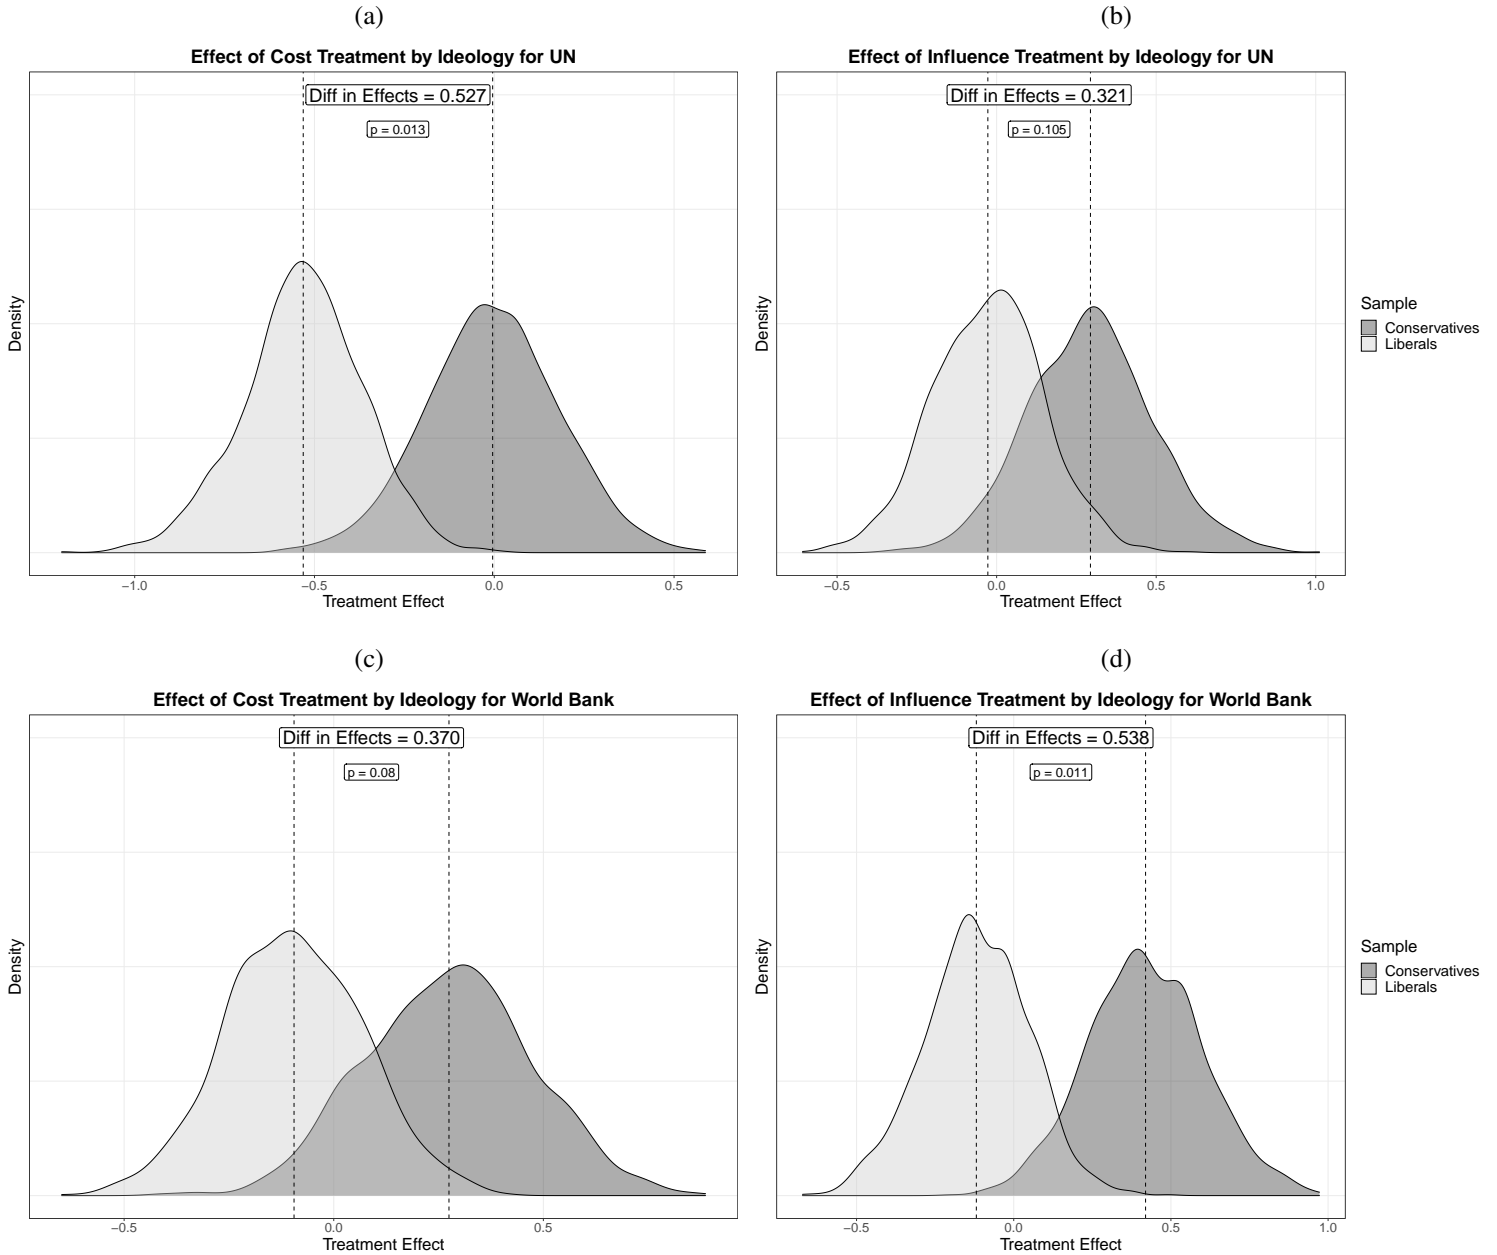 (a)
Effect of Cost Treatment by Ideology for UN
Diff in Effects = 0.527
p = 0.013
Density
−1.0 −0.5 0.0 0.5
Treatment Effect
(b)
Effect of Influence Treatment by Ideology for UN
Diff in Effects = 0.321
p = 0.105
Density
−0.5 0.0 0.5 1.0
Treatment Effect
Sample
Conservatives
Liberals
(c)
Effect of Cost Treatment by Ideology for World Bank
Diff in Effects = 0.370
p = 0.08
Density
−0.5 0.0 0.5
Treatment Effect
(d)
Effect of Influence Treatment by Ideology for World Bank
Diff in Effects = 0.538
p = 0.011
Density
−0.5 0.0 0.5 1.0
Treatment Effect
Sample
Conservatives
Liberals